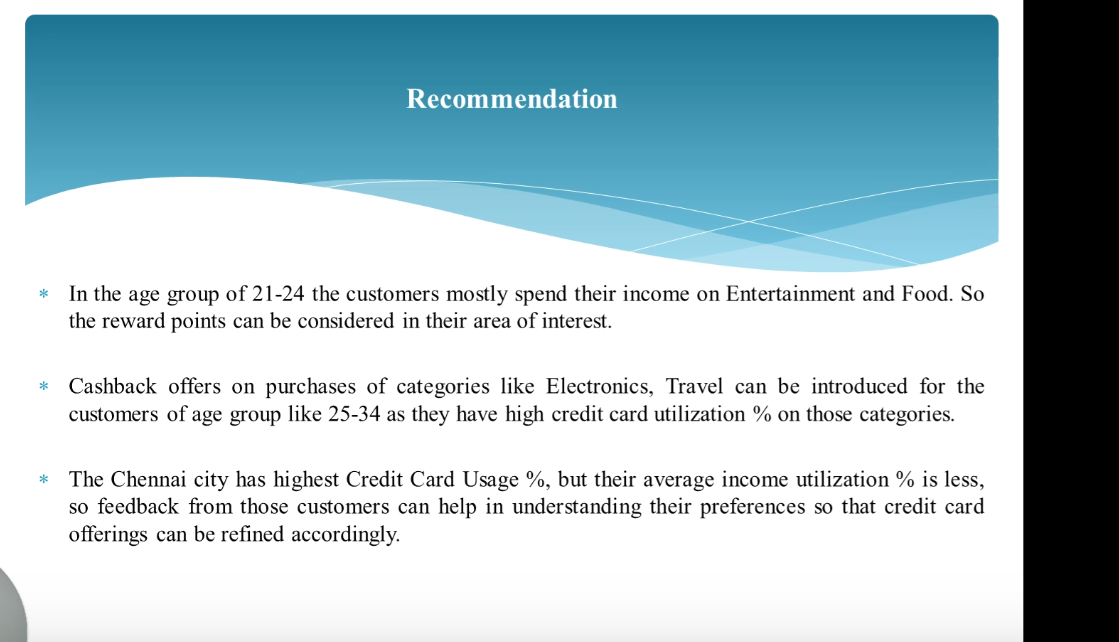 Recommendation
* In the age group of 21-24 the customers mostly spend their income on Entertainment and Food. So
the reward points can be considered in their area of interest.
* Cashback offers on purchases of categories like Electronics, Travel can be introduced for the
customers of age group like 25-34 as they have high credit card utilization % on those categories.
* The Chennai city has highest Credit Card Usage %, but their average income utilization % is less,
so feedback from those customers can help in understanding their preferences so that credit card
offerings can be refined accordingly.